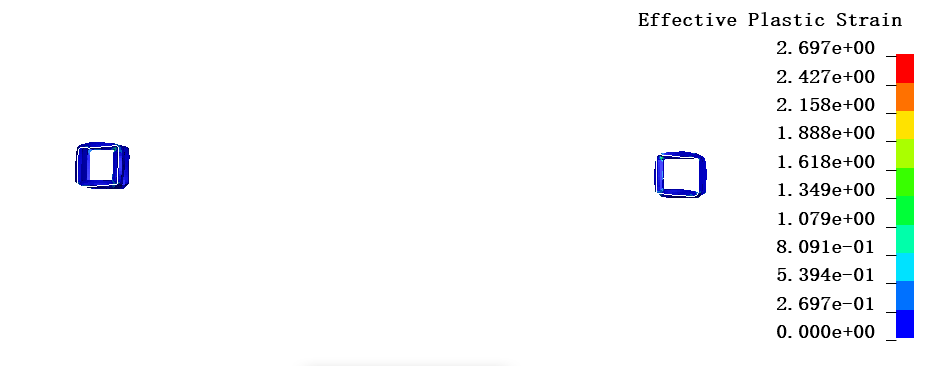 Effective Plastic Strain
2.697e+00
2.427e+00
2.158e+00
1.888e+00
1.618e+00
1.349e+00
1.079e+00
8.091e-01
5.394e-01
2.697e-01
0.000e+00